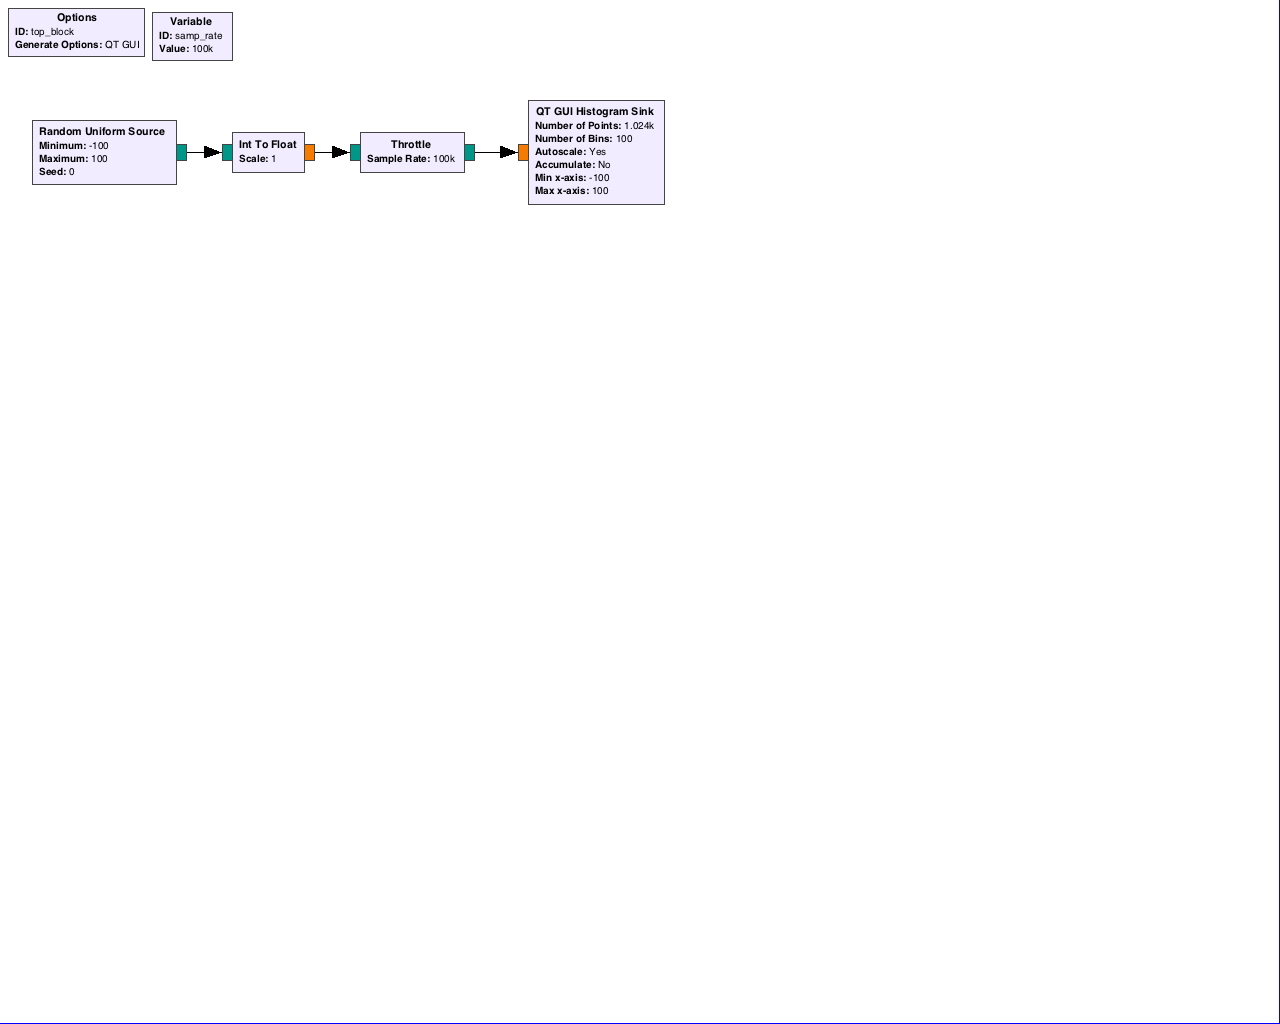 Options
ID: top_block
Generate Options: QT GUI
Variable
ID: samp_rate
Value: 100k
Random Uniform Source
Minimum: -100
Maximum: 100
Seed: 0
Int To Float
Scale: 1
Throttle
Sample Rate: 100k
QT GUI Histogram Sink
Number of Points: 1.024k
Number of Bins: 100
Autoscale: Yes
Accumulate: No
Min x-axis: -100
Max x-axis: 100